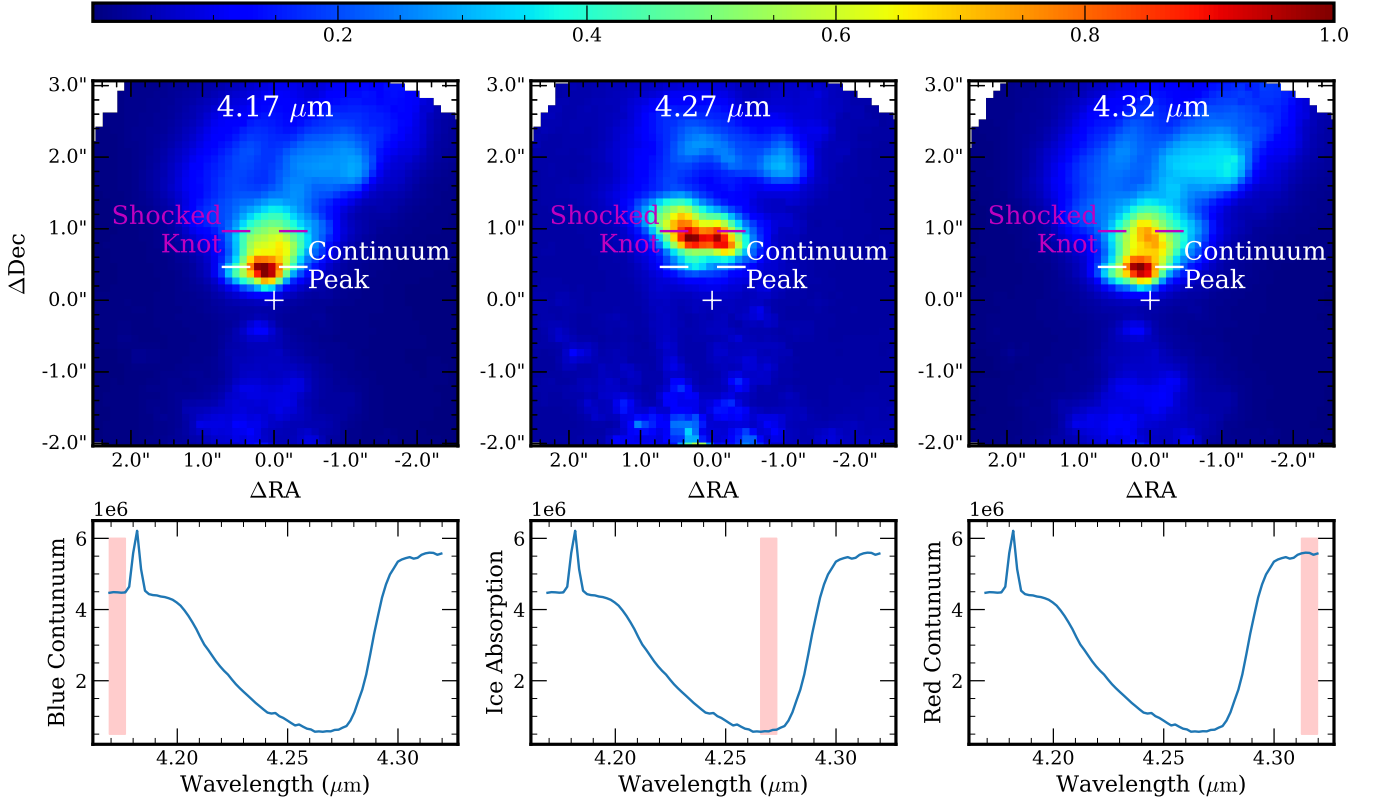 0.2 0.4 0.6 0.8 1.0
3.0" 2.0" 1.0" 0.0" -1.0" -2.0"
ΔDec
4.17 μm
Shocked
Knot
Continuum
Peak
2.0" 1.0" 0.0" -1.0" -2.0"
ΔRA
3.0" 2.0" 1.0" 0.0" -1.0" -2.0"
4.27 μm
Shocked
Knot
Continuum
Peak
2.0" 1.0" 0.0" -1.0" -2.0"
ΔRA
3.0" 2.0" 1.0" 0.0" -1.0" -2.0"
4.32 μm
Shocked
Knot
Continuum
Peak
2.0" 1.0" 0.0" -1.0" -2.0"
ΔRA
1e6
6 4 2
Blue Contunuum
4.20 4.25 4.30
Wavelength (μm)
1e6
6 4 2
Ice Absorption
4.20 4.25 4.30
Wavelength (μm)
1e6
6 4 2
Red Contunuum
4.20 4.25 4.30
Wavelength (μm)